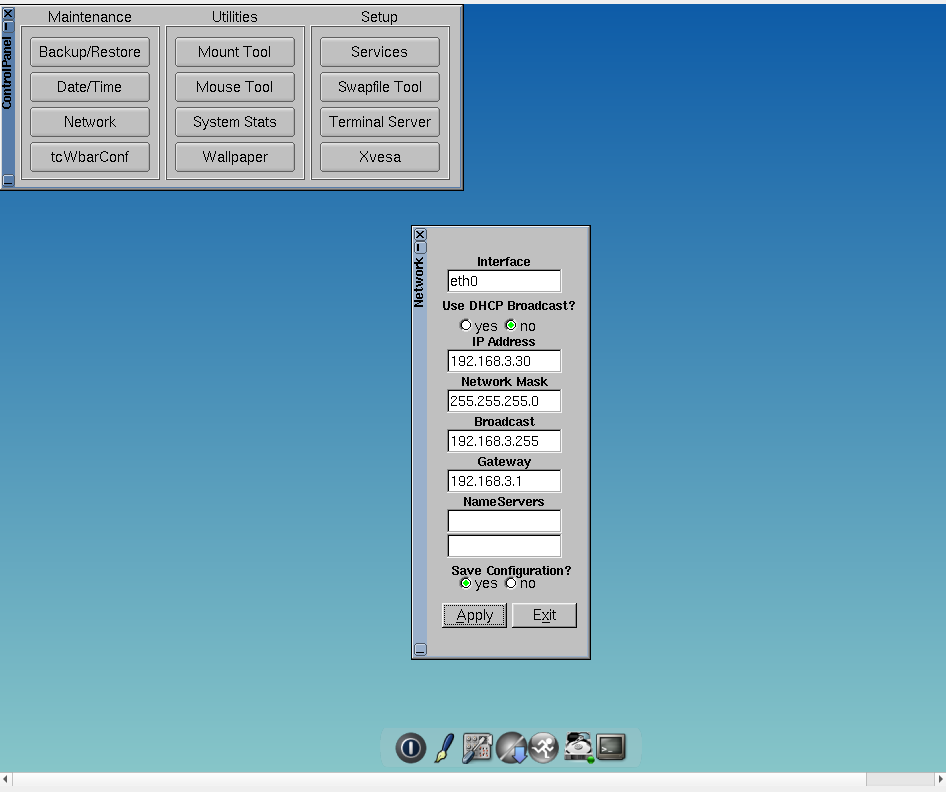 ControlPanel
Maintenance
Utilities
Setup
Backup/Restore
Mount Tool
Services
Date/Time
Mouse Tool
Swapfile Tool
Network
System Stats
Terminal Server
tcWbarConf
Wallpaper
Xvesa
Network
Interface
eth0
Use DHCP Broadcast?
yes no
IP Address
192.168.3.30
Network Mask
255.255.255.0
Broadcast
192.168.3.255
Gateway
192.168.3.1
NameServers
Save Configuration?
yes no
Apply
Exit